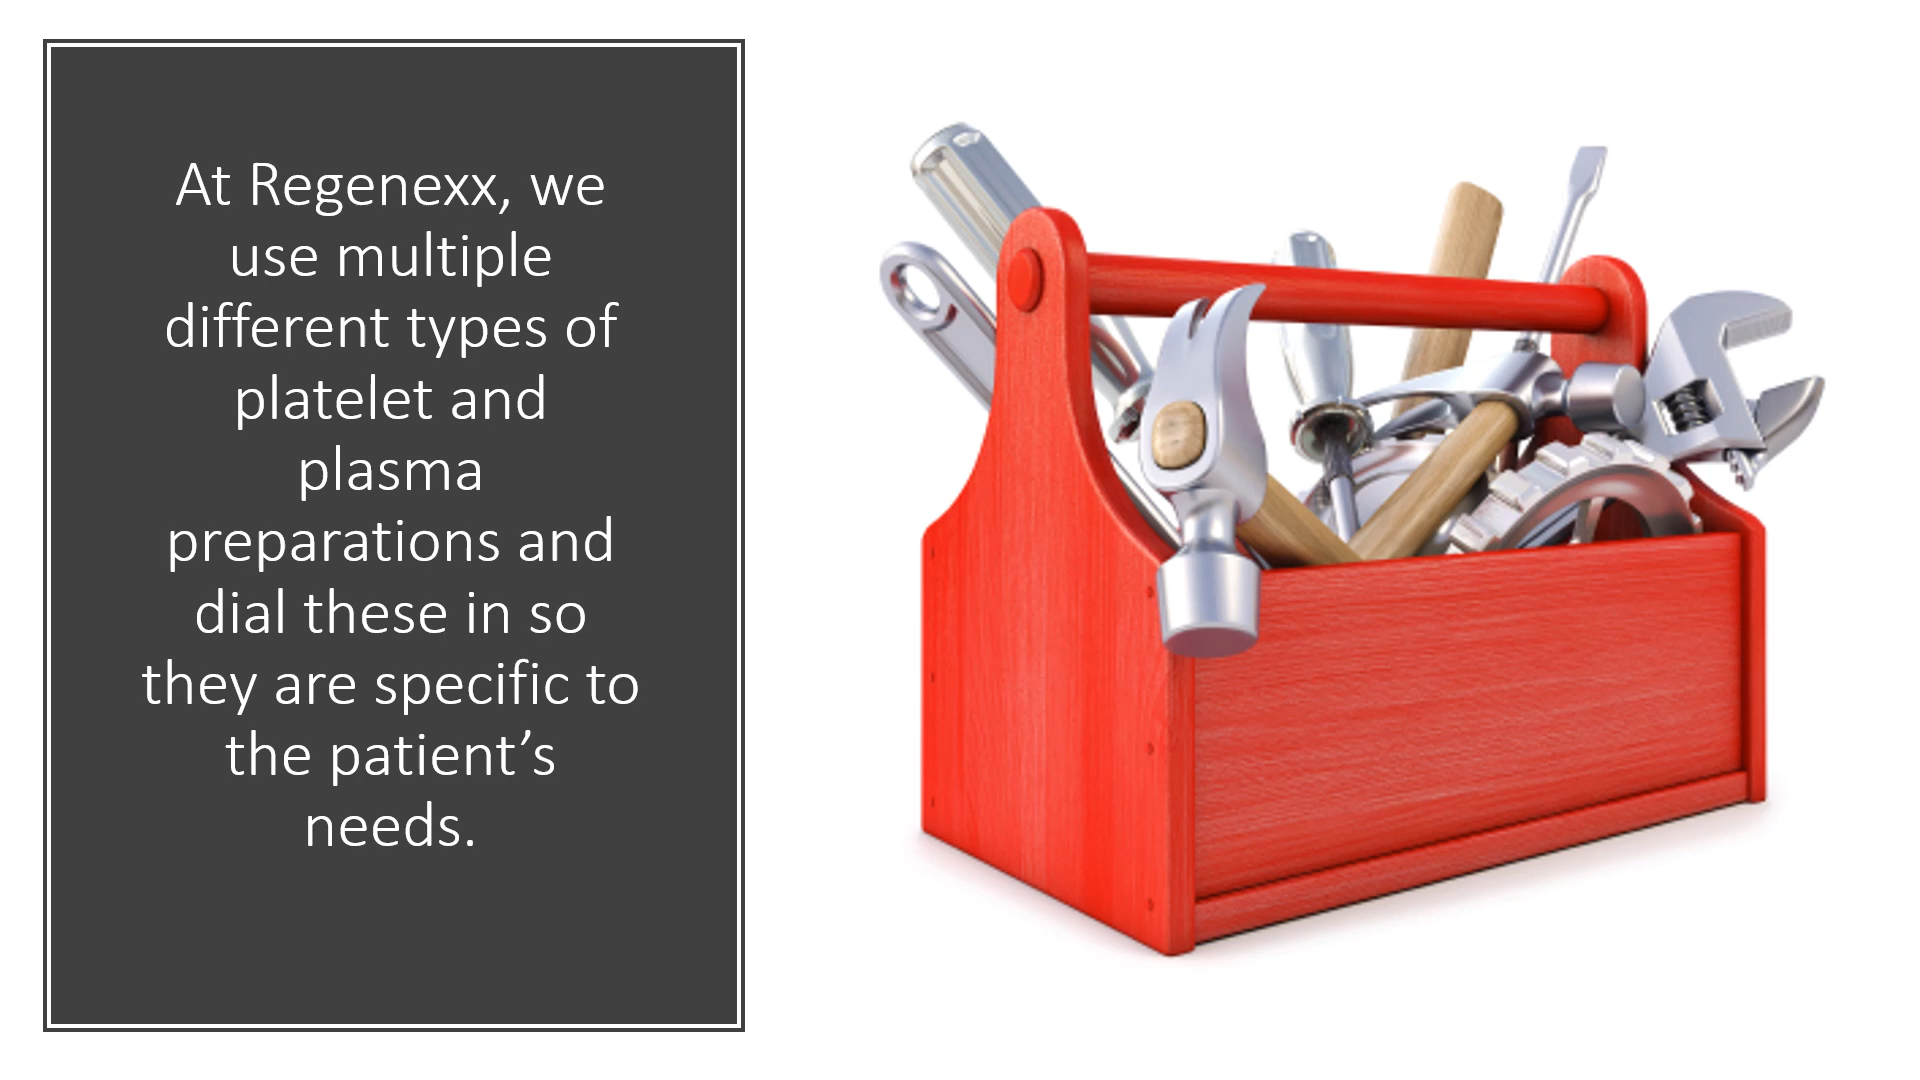 At Regenexx, we
use multiple
different types of
platelet and
plasma
preparations and
dial these in so
they are specific to
the patient’s
needs.